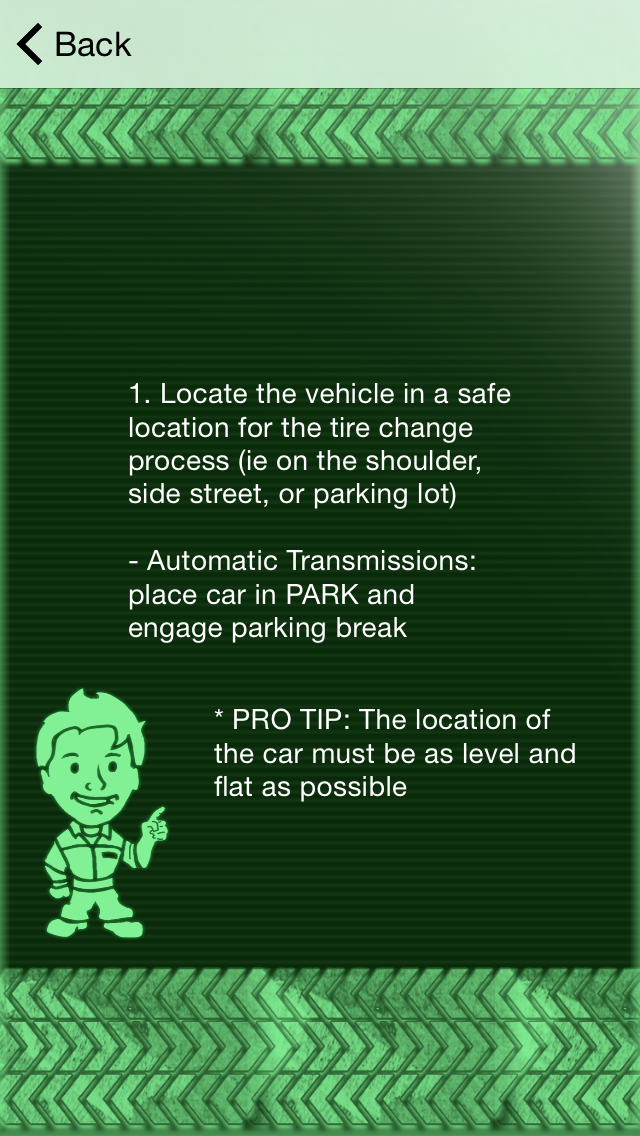 Back
1. Locate the vehicle in a safe
location for the tire change
process (ie on the shoulder,
side street, or parking lot)
- Automatic Transmissions:
place car in PARK and
engage parking break
* PRO TIP: The location of
the car must be as level and
flat as possible